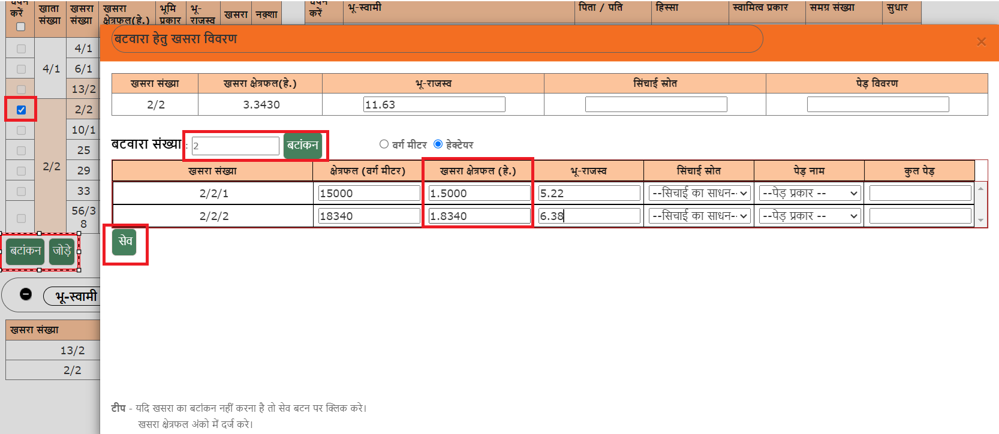 करें
खाता संख्या
खसरा संख्या
खसरा क्षेत्रफल(हे.)
भूमि प्रकार
भू-राजस्व
खसरा
नक़्शा
करें
भू-स्वामी
पिता / पति
हिस्सा
स्वामित्व प्रकार
समग्र संख्या
सुधार
4/1
4/1
6/1
13/2
2/2
2/2
10/1
25
29
33
56/3
8
बटांकन जोड़े
भू-स्वामी
खसरा संख्या
13/2
2/2
बटवारा हेतु खसरा विवरण
×
खसरा संख्या खसरा क्षेत्रफल(हे.) भू-राजस्व सिंचाई स्रोत पेड़ विवरण
2/2 3.3430 11.63
बटवारा संख्या : 2 बटांकन वर्ग मीटर हेक्टेयर
खसरा संख्या क्षेत्रफल (वर्ग मीटर) खसरा क्षेत्रफल (हे.) भू-राजस्व सिंचाई स्रोत पेड़ नाम कुल पेड़
2/2/1 15000 1.5000 5.22 --सिचाई का साधन-- --पेड़ प्रकार --
2/2/2 18340 1.8340 6.38 --सिचाई का साधन-- --पेड़ प्रकार --
सेव
टीप - यदि खसरा का बटांकन नहीं करना है तो सेव बटन पर क्लिक करे।
खसरा क्षेत्रफल अंको में दर्ज करे।